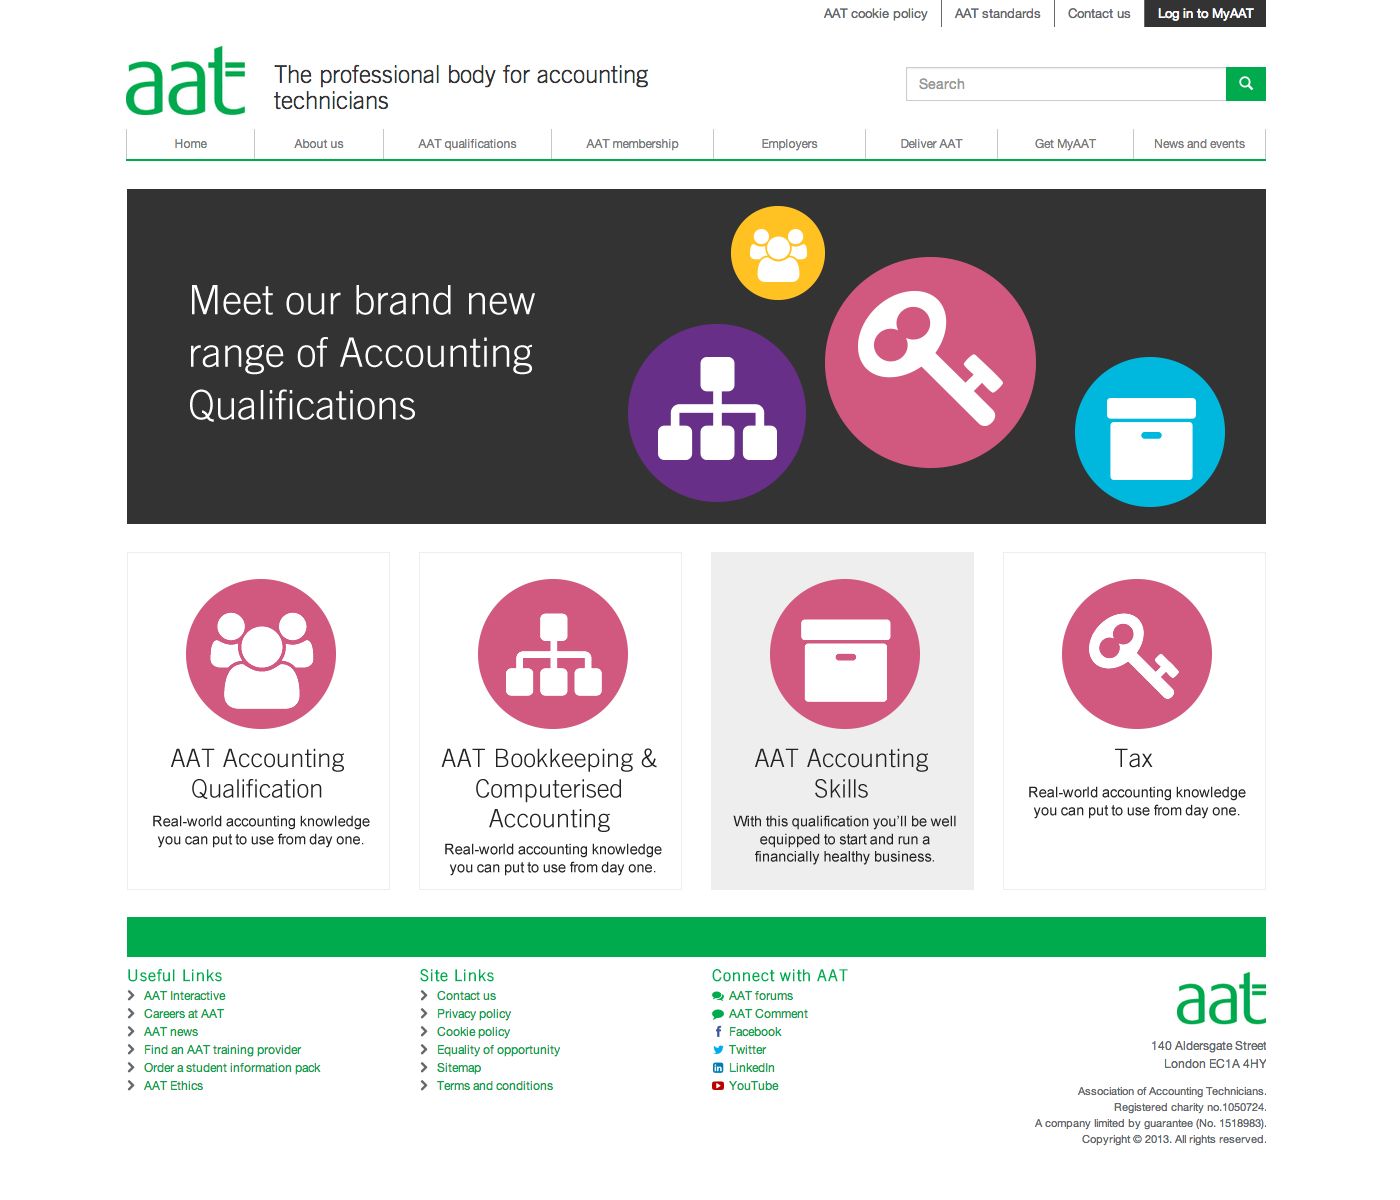 AAT cookie policy
AAT standards
Contact us
Log in to MyAAT
aat
The professional body for accounting
technicians
Search
Home
About us
AAT qualifications
AAT membership
Employers
Deliver AAT
Get MyAAT
News and events
Meet our brand new
range of Accounting
Qualifications
AAT Accounting
Qualification
Real-world accounting knowledge
you can put to use from day one.
AAT Bookkeeping &
Computerised
Accounting
Real-world accounting knowledge
you can put to use from day one.
AAT Accounting
Skills
With this qualification you'll be well
equipped to start and run a
financially healthy business.
Tax
Real-world accounting knowledge
you can put to use from day one.
Useful Links
AAT Interactive
Careers at AAT
AAT news
Find an AAT training provider
Order a student information pack
AAT Ethics
Site Links
Contact us
Privacy policy
Cookie policy
Equality of opportunity
Sitemap
Terms and conditions
Connect with AAT
AAT forums
AAT Comment
Facebook
Twitter
LinkedIn
YouTube
aat
140 Aldersgate Street
London EC1A 4HY
Association of Accounting Technicians.
Registered charity no.1050724.
A company limited by guarantee (No. 1518983).
Copyright © 2013. All rights reserved.